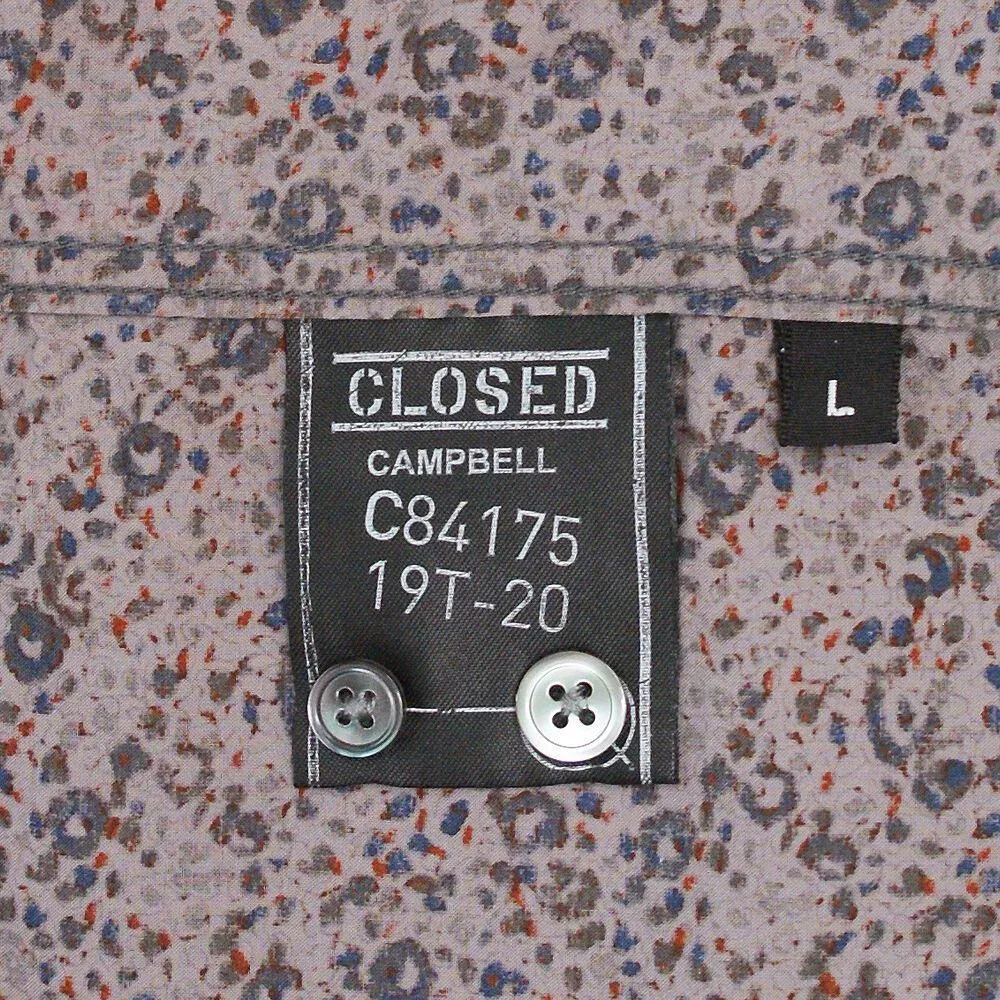 CLOSED
CAMPBELL
C84175
19T-20
L